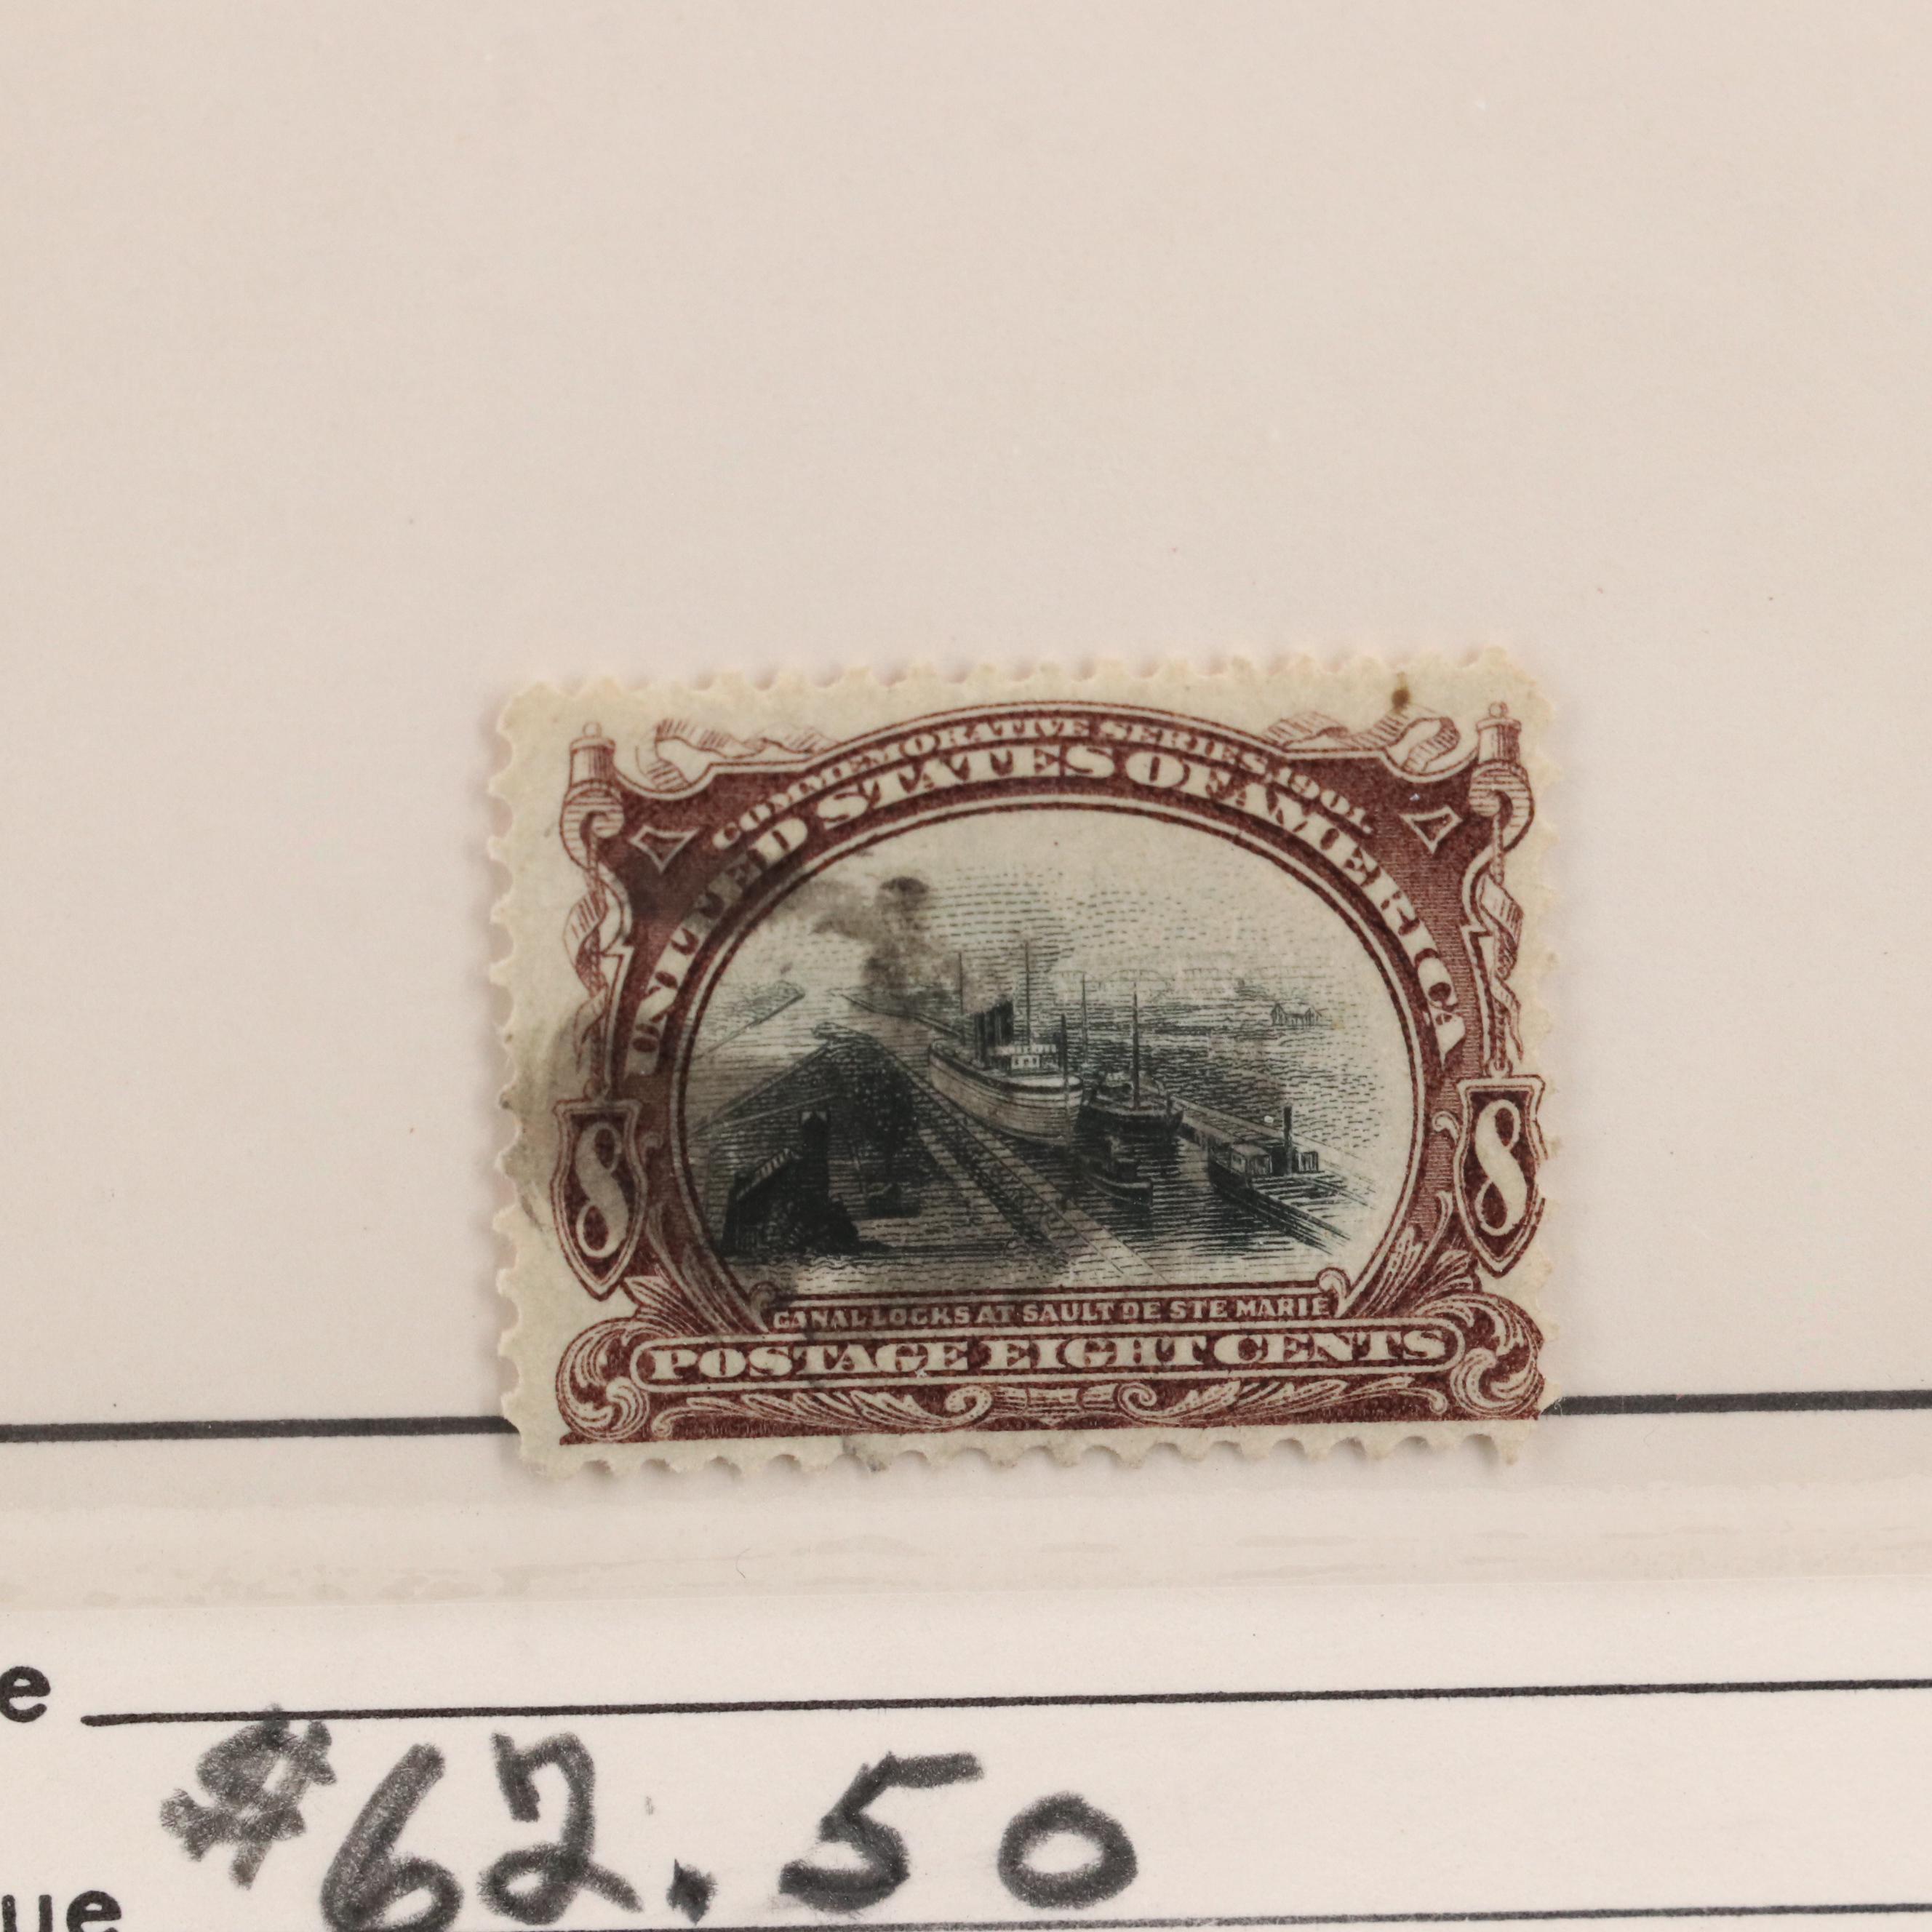 COMMEMORATIVE SERIES, 1901.
UNITED STATES OF AMERICA
8 8
CANAL LOCKS AT SAULT DE STE MARIE
POSTAGE EIGHT CENTS
e
$62.50
ue